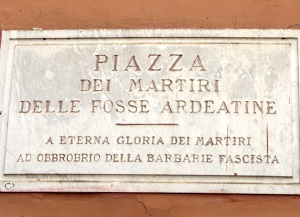 PIAZZA
DEI MARTIRI
DELLE FOSSE ARDEATINE
A ETERNA GLORIA DEI MARTIRI
AD OBBROBRIO DELLA BARBARIE FASCISTA